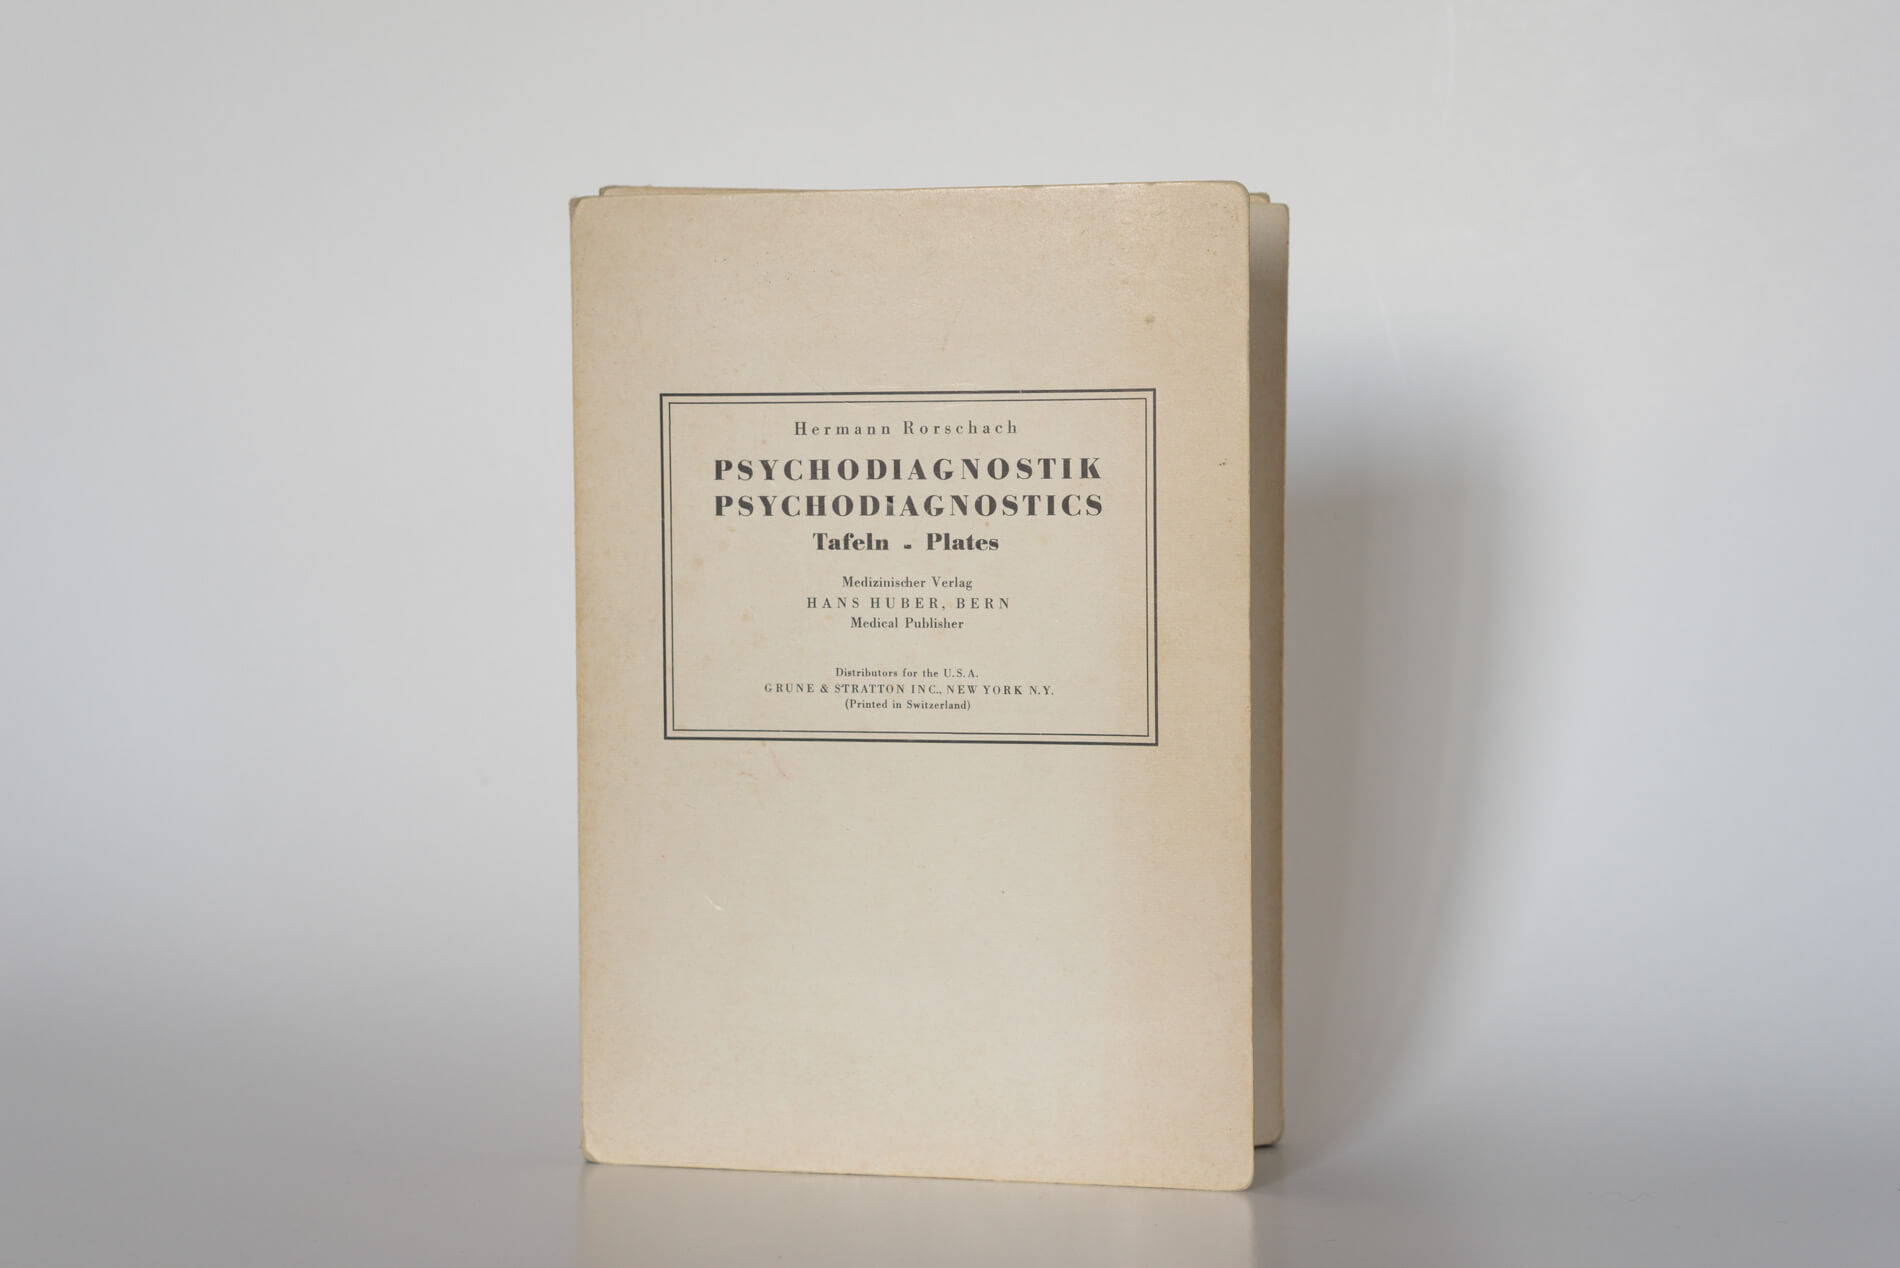 Hermann Rorschach
PSYCHODIAGNOSTIK
PSYCHODIAGNOSTICS
Tafeln - Plates
Medizinischer Verlag
HANS HUBER, BERN
Medical Publisher
Distributors for the U.S.A.
GRUNE & STRATTON INC., NEW YORK N.Y.
(Printed in Switzerland)